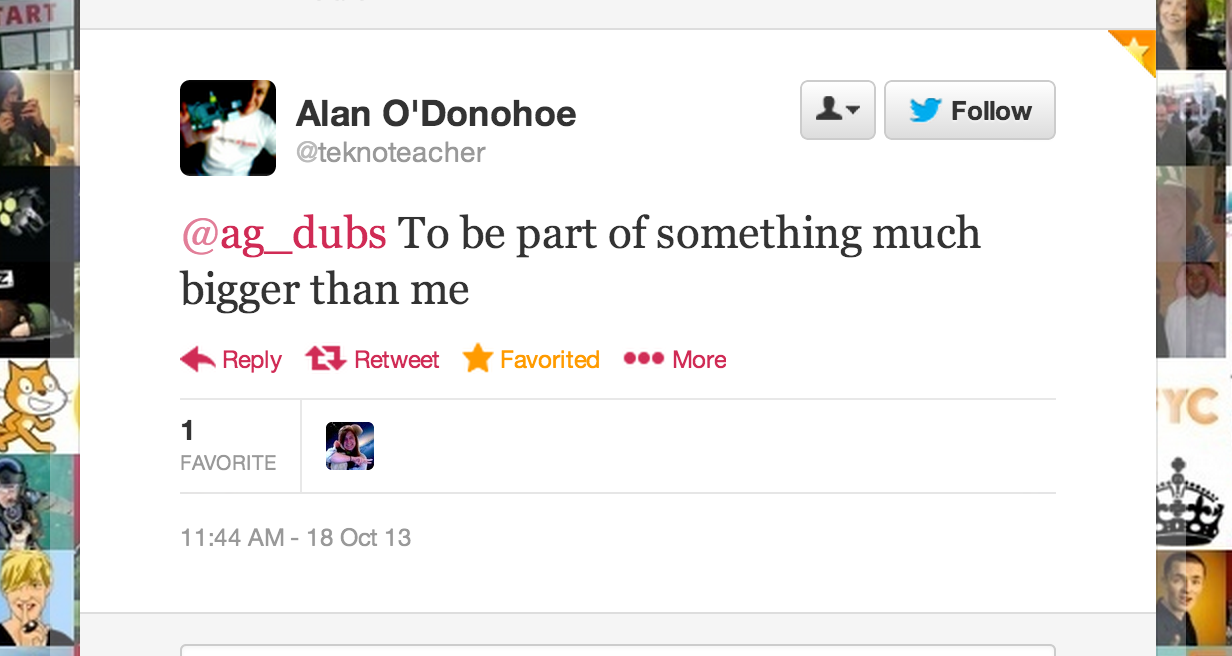 TART
Alan O'Donohoe
Follow
@teknoteacher
@ag_dubs To be part of something much
bigger than me
Reply Retweet Favorited More
YC
1
FAVORITE
11:44 AM - 18 Oct 13